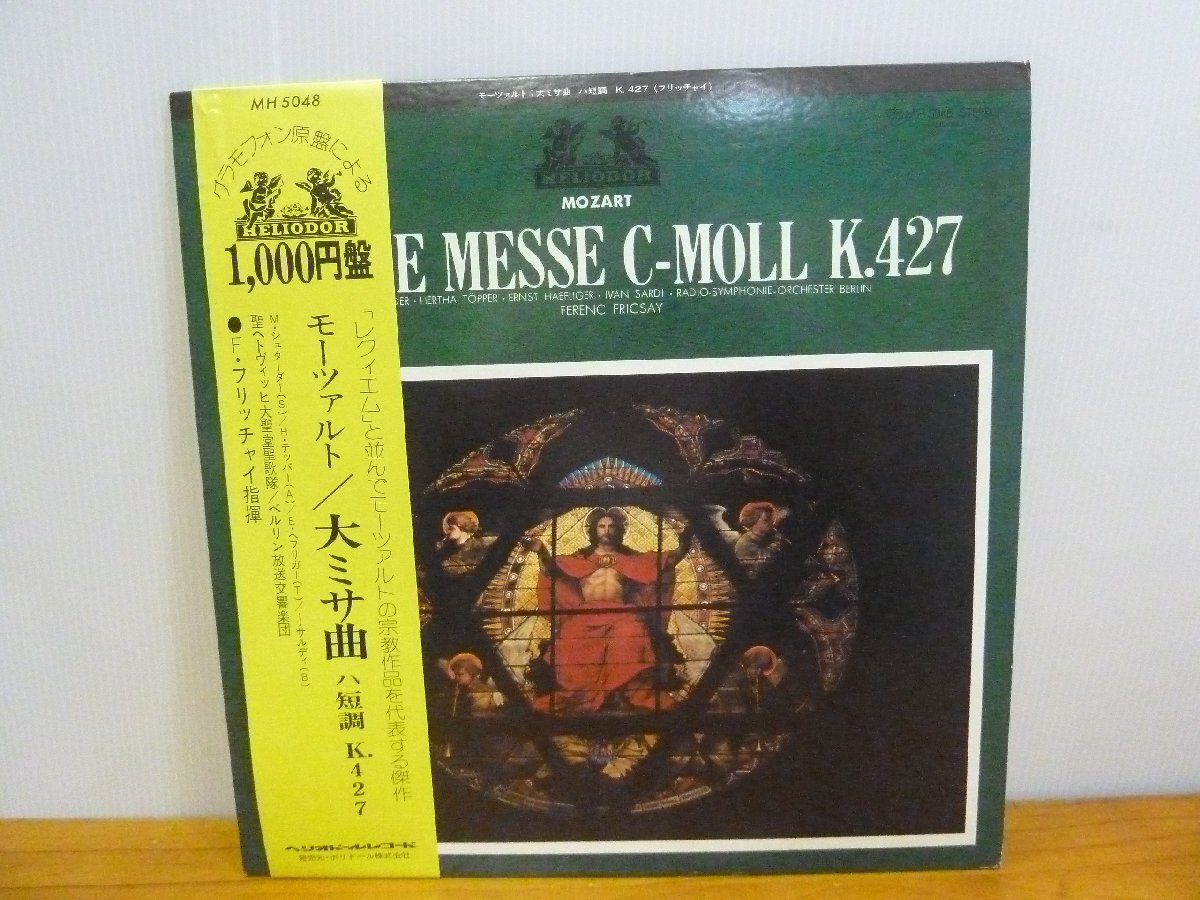 MH 5048
グラモフォン原盤による
HELIODOR
1,000円盤
「レクィエム」と並んでモーツァルトの宗教作品を代表する傑作
モーツァルト／大ミサ曲 ハ短調 K.427
M・シュターダー(S)／H・テッパー(A)／E・ヘフリガー(T)／I・サルディ(B)
聖ヘトヴィッヒ大聖堂聖歌隊／ベルリン放送交響楽団
●F・フリッチャイ指揮
ヘリオドールレコード
発売元・ポリドール株式会社
モーツァルト：大ミサ曲 ハ短調 K.427 (フリッチャイ)
HELIODOR
MOZART
E MESSE C-MOLL K.427
GER・HERTHA TÖPPER・ERNST HAEFLIGER・IVAN SARDI・RADIO-SYMPHONIE-ORCHESTER BERLIN
FERENC FRICSAY